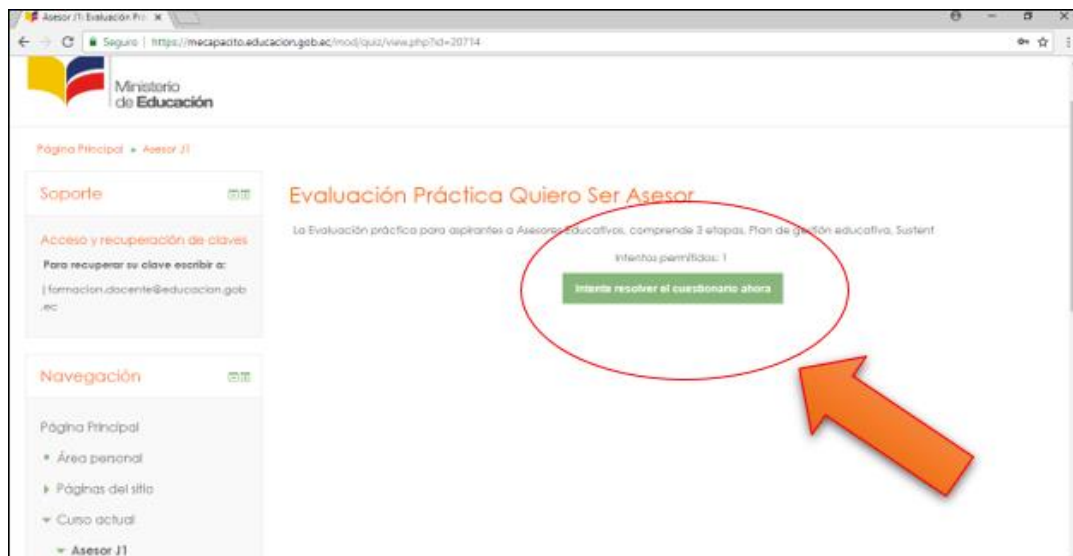 Asesor J1: Evaluación Prá
Seguro | https://mecapacito.educacion.gob.ec/mod/quiz/view.php?id=20714
Ministerio
de Educación
Página Principal ▸ Asesor J1
Soporte
Acceso y recuperación de claves
Para recuperar su clave escribir a:
|formacion.docente@educacion.gob
.ec
Navegación
Página Principal
Área personal
Páginas del sitio
Curso actual
Asesor J1
Evaluación Práctica Quiero Ser Asesor
La Evaluación práctica para aspirantes a Asesores Educativos, comprende 3 etapas, Plan de gestión educativa, Sustent
Intentos permitidos: 1
Intente resolver el cuestionario ahora